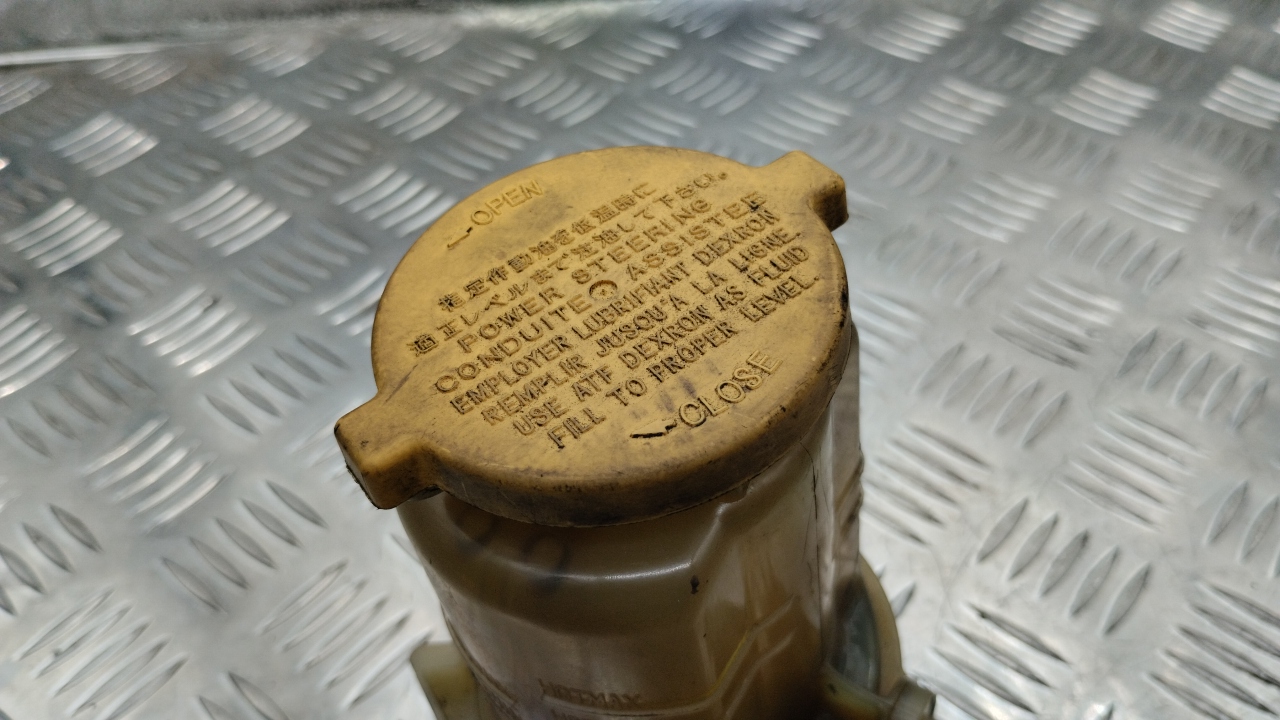 OPEN
指定作動油を低温時に
適正レベルまで注油して下さい。
POWER STEERING
CONDUITE ASSISTEE
EMPLOYER LUBRIFIANT DEXRON
REMPLIR JUSQU'A LA LIGNE
USE ATF DEXRON AS FLUID
FILL TO PROPER LEVEL
CLOSE
HOTMAX